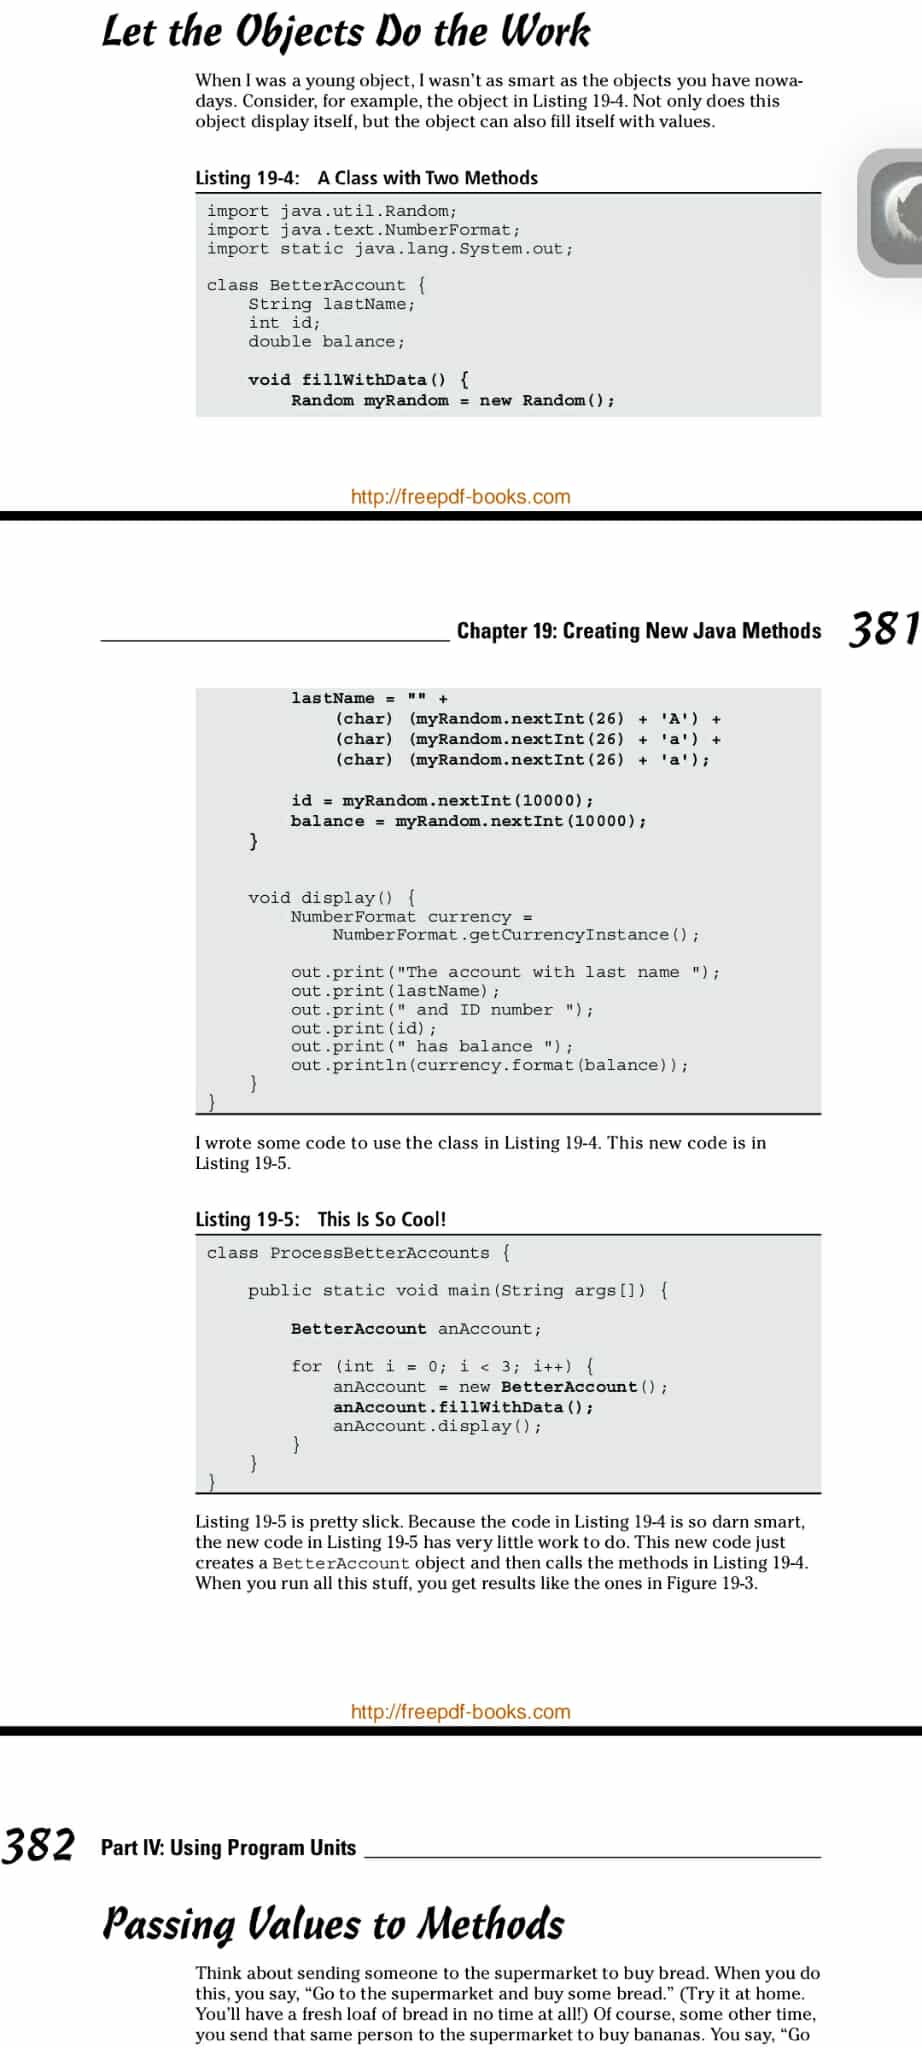 Let the Objects Do the Work
When I was a young object, I wasn't as smart as the objects you have nowa-
days. Consider, for example, the object in Listing 19-4. Not only does this
object display itself, but the object can also fill itself with values.
Listing 19-4: A Class with Two Methods
import java.util.Random;
import java.text.NumberFormat;
import static java.lang.System.out;
class BetterAccount {
String lastName;
int id;
double balance;
void fillWithData() {
Random myRandom = new Random();
http://freepdf-books.com
Chapter 19: Creating New Java Methods 381
lastName = "" +
(char) (myRandom.nextInt(26) + 'A') +
(char) (myRandom.nextInt(26) + 'a') +
(char) (myRandom.nextInt(26) + 'a');
id = myRandom.nextInt(10000);
balance = myRandom.nextInt(10000);
}
void display() {
NumberFormat currency =
NumberFormat.getCurrencyInstance();
out.print("The account with last name ");
out.print(lastName);
out.print(" and ID number ");
out.print(id);
out.print(" has balance ");
out.println(currency.format(balance));
}
}
I wrote some code to use the class in Listing 19-4. This new code is in
Listing 19-5.
Listing 19-5: This Is So Cool!
class ProcessBetterAccounts {
public static void main(String args[]) {
BetterAccount anAccount;
for (int i = 0; i < 3; i++) {
anAccount = new BetterAccount();
anAccount.fillWithData();
anAccount.display();
}
}
}
Listing 19-5 is pretty slick. Because the code in Listing 19-4 is so darn smart,
the new code in Listing 19-5 has very little work to do. This new code just
creates a BetterAccount object and then calls the methods in Listing 19-4.
When you run all this stuff, you get results like the ones in Figure 19-3.
http://freepdf-books.com
382 Part IV: Using Program Units
Passing Values to Methods
Think about sending someone to the supermarket to buy bread. When you do
this, you say, “Go to the supermarket and buy some bread.” (Try it at home.
You'll have a fresh loaf of bread in no time at all!) Of course, some other time,
you send that same person to the supermarket to buy bananas. You say, “Go